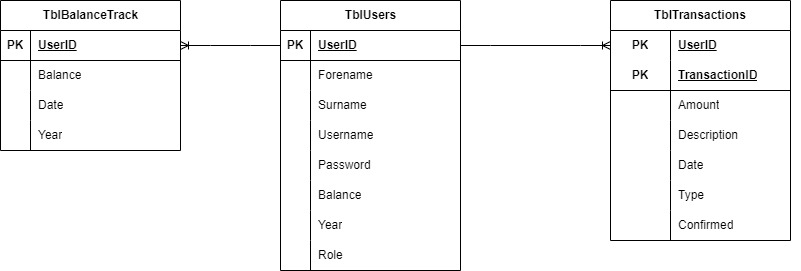 TblBalanceTrack
PK UserID
Balance
Date
Year
TblUsers
PK UserID
Forename
Surname
Username
Password
Balance
Year
Role
TblTransactions
PK UserID
PK TransactionID
Amount
Description
Date
Type
Confirmed